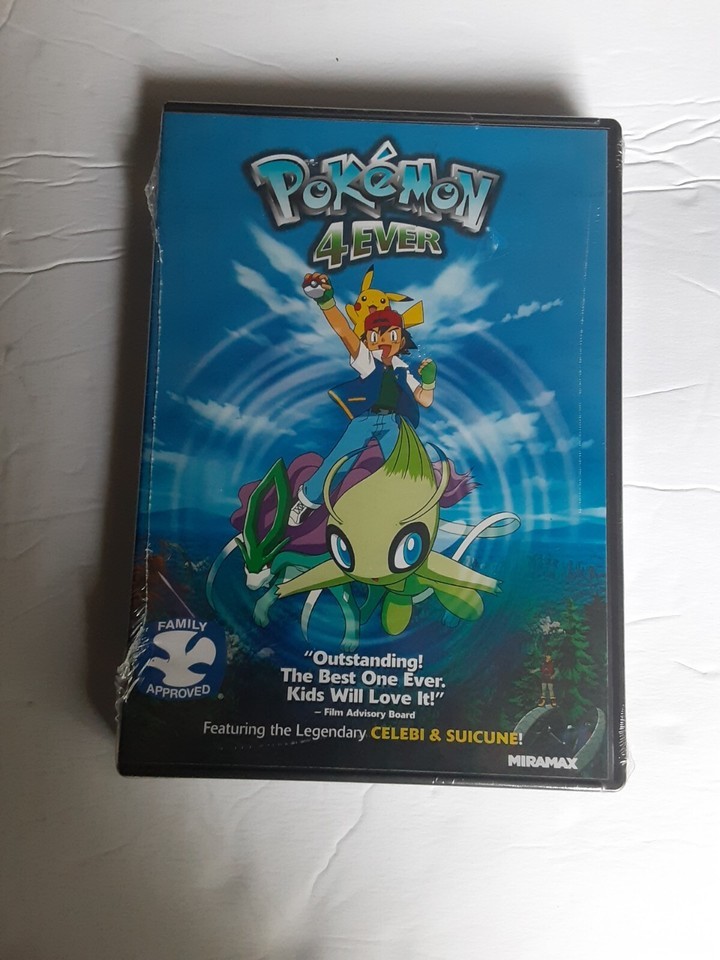 POKéMON
4EVER
FAMILY
APPROVED
“Outstanding!
The Best One Ever.
Kids Will Love It!”
– Film Advisory Board
Featuring the Legendary CELEBI & SUICUNE!
MIRAMAX